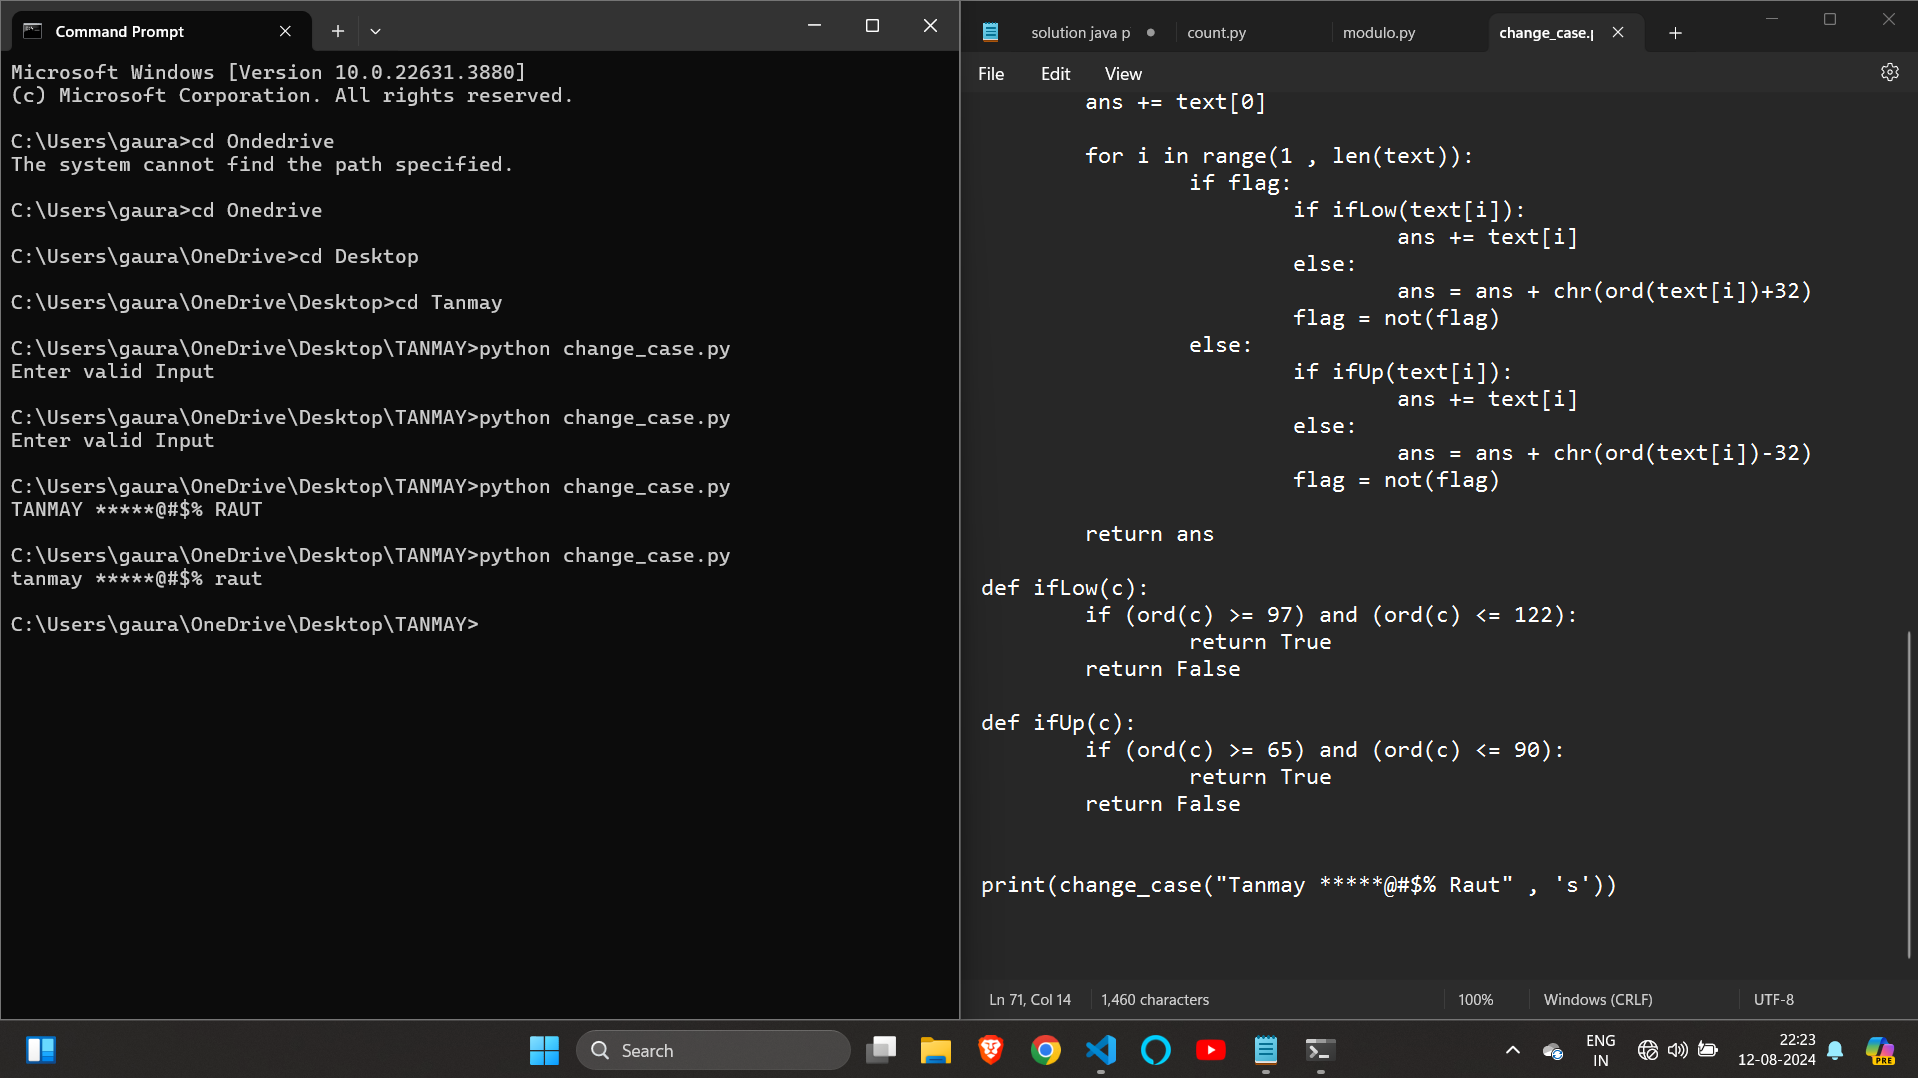 Command Prompt
Microsoft Windows [Version 10.0.22631.3880]
(c) Microsoft Corporation. All rights reserved.
C:\Users\gaura>cd Ondedrive
The system cannot find the path specified.
C:\Users\gaura>cd Onedrive
C:\Users\gaura\OneDrive>cd Desktop
C:\Users\gaura\OneDrive\Desktop>cd Tanmay
C:\Users\gaura\OneDrive\Desktop\TANMAY>python change_case.py
Enter valid Input
C:\Users\gaura\OneDrive\Desktop\TANMAY>python change_case.py
Enter valid Input
C:\Users\gaura\OneDrive\Desktop\TANMAY>python change_case.py
TANMAY *****@#$% RAUT
C:\Users\gaura\OneDrive\Desktop\TANMAY>python change_case.py
tanmay *****@#$% raut
C:\Users\gaura\OneDrive\Desktop\TANMAY>
solution java p
count.py
modulo.py
change_case.p
File Edit View
ans += text[0]
for i in range(1 , len(text)):
if flag:
if ifLow(text[i]):
ans += text[i]
else:
ans = ans + chr(ord(text[i])+32)
flag = not(flag)
else:
if ifUp(text[i]):
ans += text[i]
else:
ans = ans + chr(ord(text[i])-32)
flag = not(flag)
return ans
def ifLow(c):
if (ord(c) >= 97) and (ord(c) <= 122):
return True
return False
def ifUp(c):
if (ord(c) >= 65) and (ord(c) <= 90):
return True
return False
print(change_case("Tanmay *****@#$% Raut" , 's'))
Ln 71, Col 14 1,460 characters 100% Windows (CRLF) UTF-8
Search
ENG
IN
22:23
12-08-2024
PRE